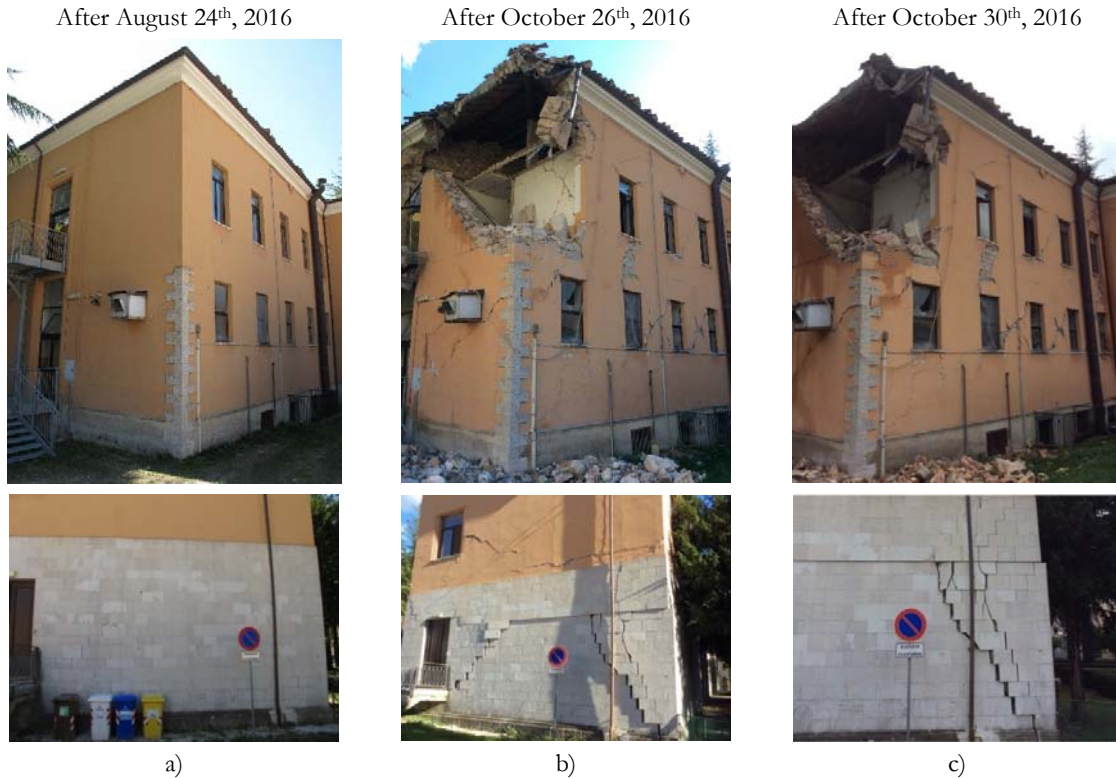 After August 24th, 2016
After October 26th, 2016
After October 30th, 2016
a)
b)
c)